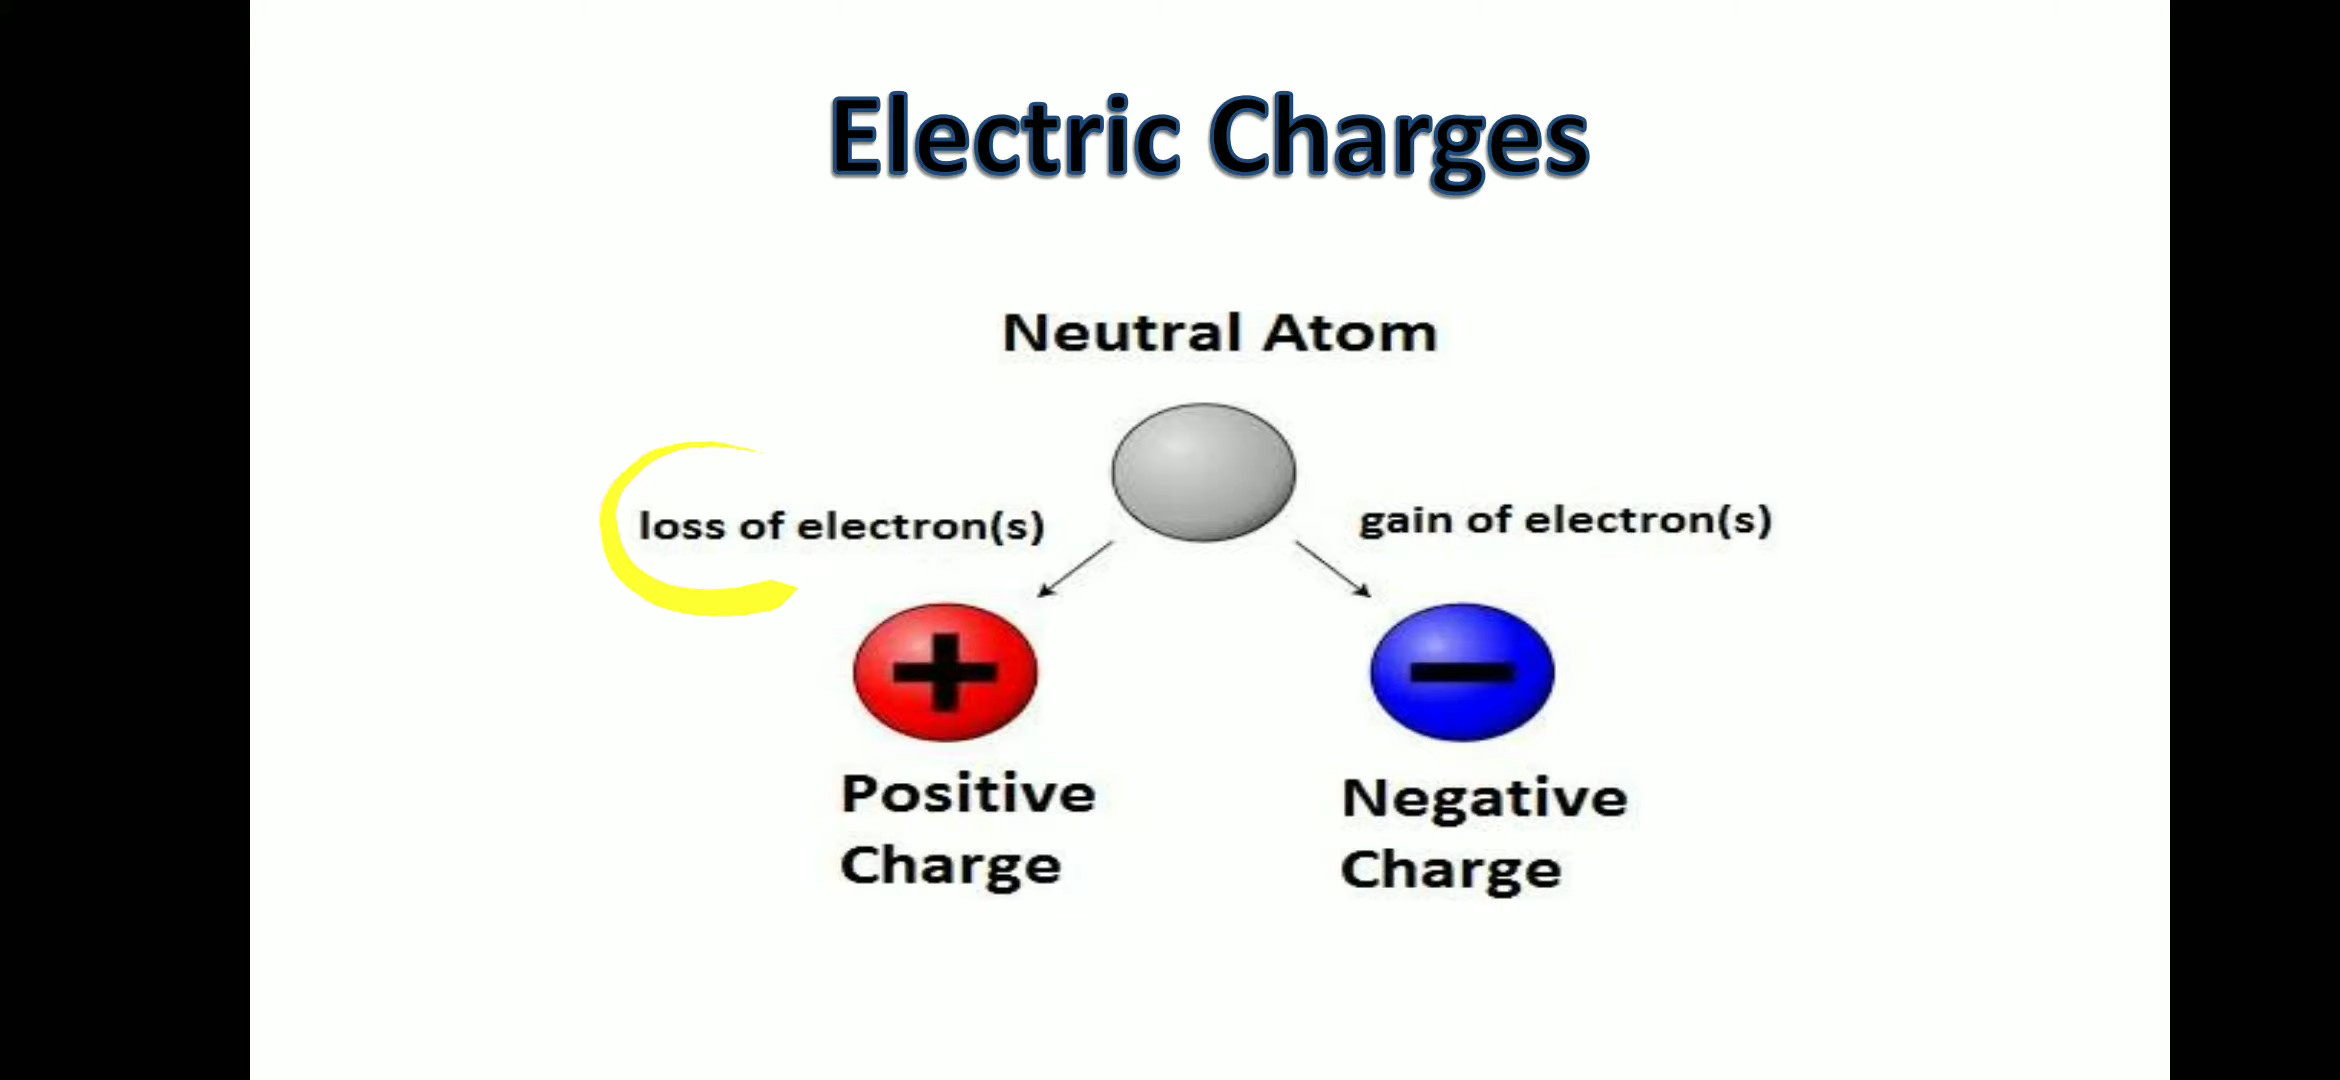 Electric Charges
Neutral Atom
loss of electron(s)
gain of electron(s)
+
−
Positive
Charge
Negative
Charge